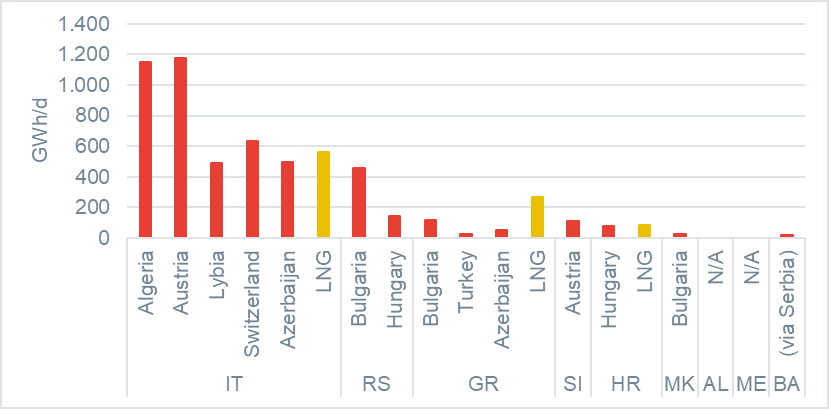 1.400
1.200
1.000
800
600
400
200
0
GWh/d
Algeria
Austria
Lybia
Switzerland
Azerbaijan
LNG
Bulgaria
Hungary
Bulgaria
Turkey
Azerbaijan
LNG
Austria
Hungary
LNG
Bulgaria
N/A
N/A
(via Serbia)
IT
RS
GR
SI
HR
MK
AL
ME
BA